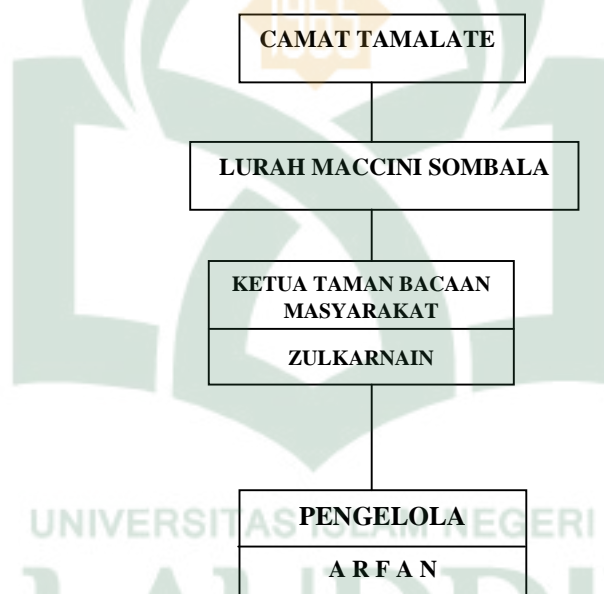 CAMAT TAMALATE
LURAH MACCINI SOMBALA
KETUA TAMAN BACAAN
MASYARAKAT
ZULKARNAIN
PENGELOLA
UNIVERSITAS ISLAM NEGERI
A R F A N